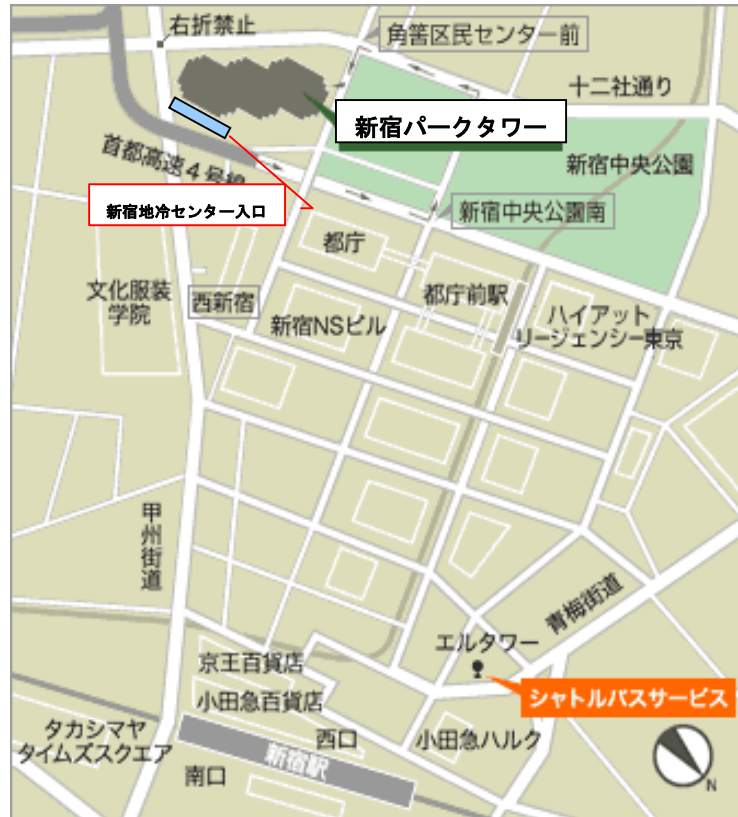 右折禁止
角筈区民センター前
十二社通り
新宿パークタワー
首都高速4号線
新宿中央公園
新宿地冷センター入口
新宿中央公園南
都庁
文化服装
学院
西新宿
都庁前駅
新宿NSビル
ハイアット
リージェンシー東京
甲州街道
青梅街道
エルタワー
京王百貨店
シャトルバスサービス
小田急百貨店
タカシマヤ
タイムズスクエア
西口
小田急ハルク
新宿駅
南口
N